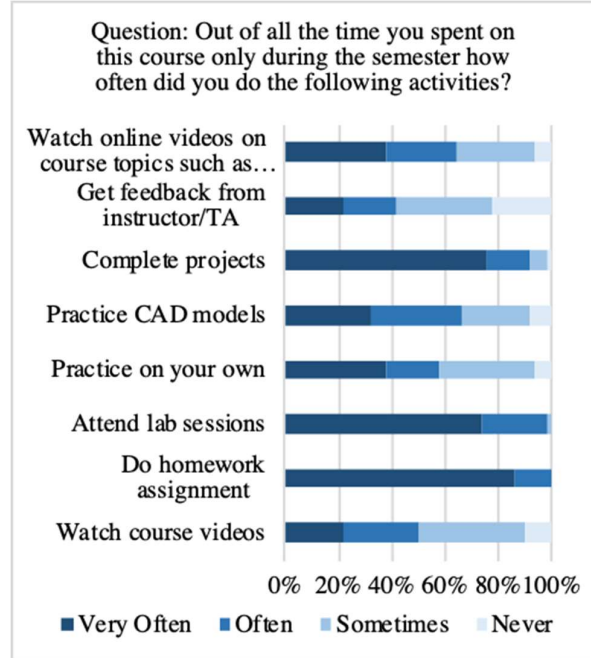 Question: Out of all the time you spent on
this course only during the semester how
often did you do the following activities?
Watch online videos on
course topics such as…
Get feedback from
instructor/TA
Complete projects
Practice CAD models
Practice on your own
Attend lab sessions
Do homework
assignment
Watch course videos
0% 20% 40% 60% 80% 100%
Very Often Often Sometimes Never